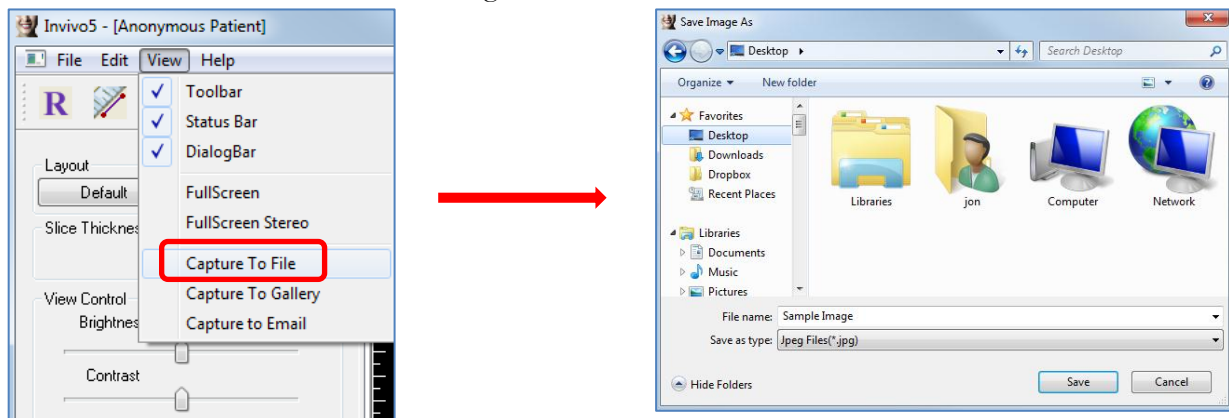 Invivo5 - [Anonymous Patient]
File Edit View Help
R
Toolbar
Status Bar
DialogBar
FullScreen
FullScreen Stereo
Capture To File
Capture To Gallery
Capture to Email
Layout
Default
Slice
View Control
Contrast
Save Image As
Desktop
Search Desktop
Organize New folder
Favorites
Desktop
Downloads
Dropbox
Recent Places
Libraries
Documents
Music
Pictures
Libraries jon Computer Network
File name: Sample Image
Save as type: Jpeg Files(*.jpg)
Hide Folders Save Cancel